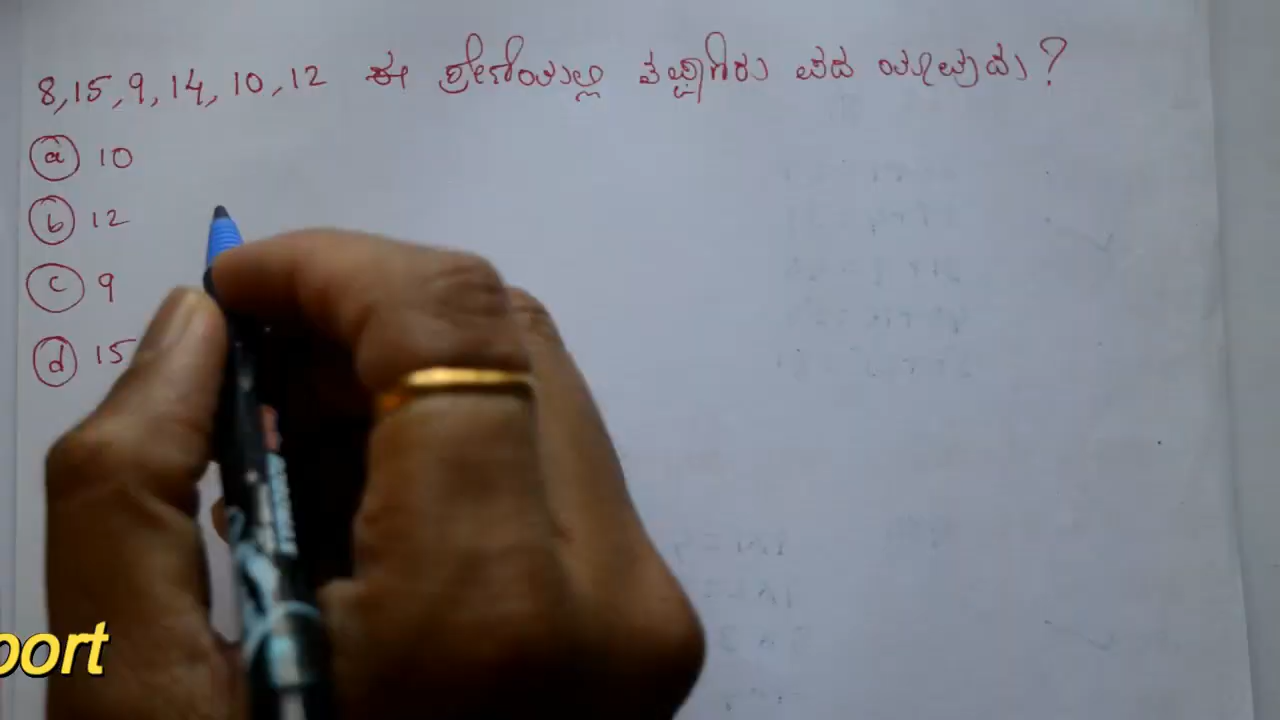 8, 15, 9, 14, 10, 12 ಈ ಶ್ರೇಣಿಯಲ್ಲಿ ತಪ್ಪಾಗಿರು ಪದ ಯಾವುದು?
a 10
b 12
c 9
d 15
port